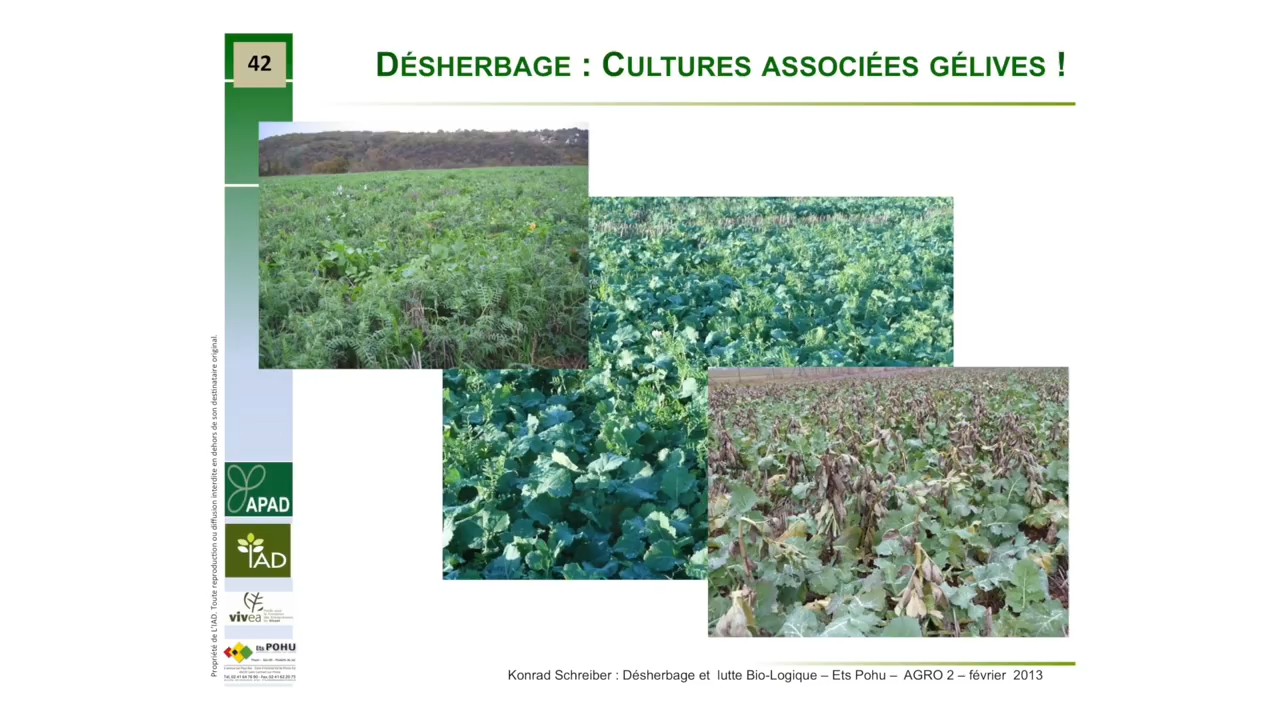 42
DÉSHERBAGE : CULTURES ASSOCIÉES GÉLIVES !
Propriété de L'IAD. Toute reproduction ou diffusion interdite en dehors de son destinataire original.
APAD
IAD
vivea
Ets POHU
Konrad Schreiber : Désherbage et lutte Bio-Logique – Ets Pohu – AGRO 2 – février 2013